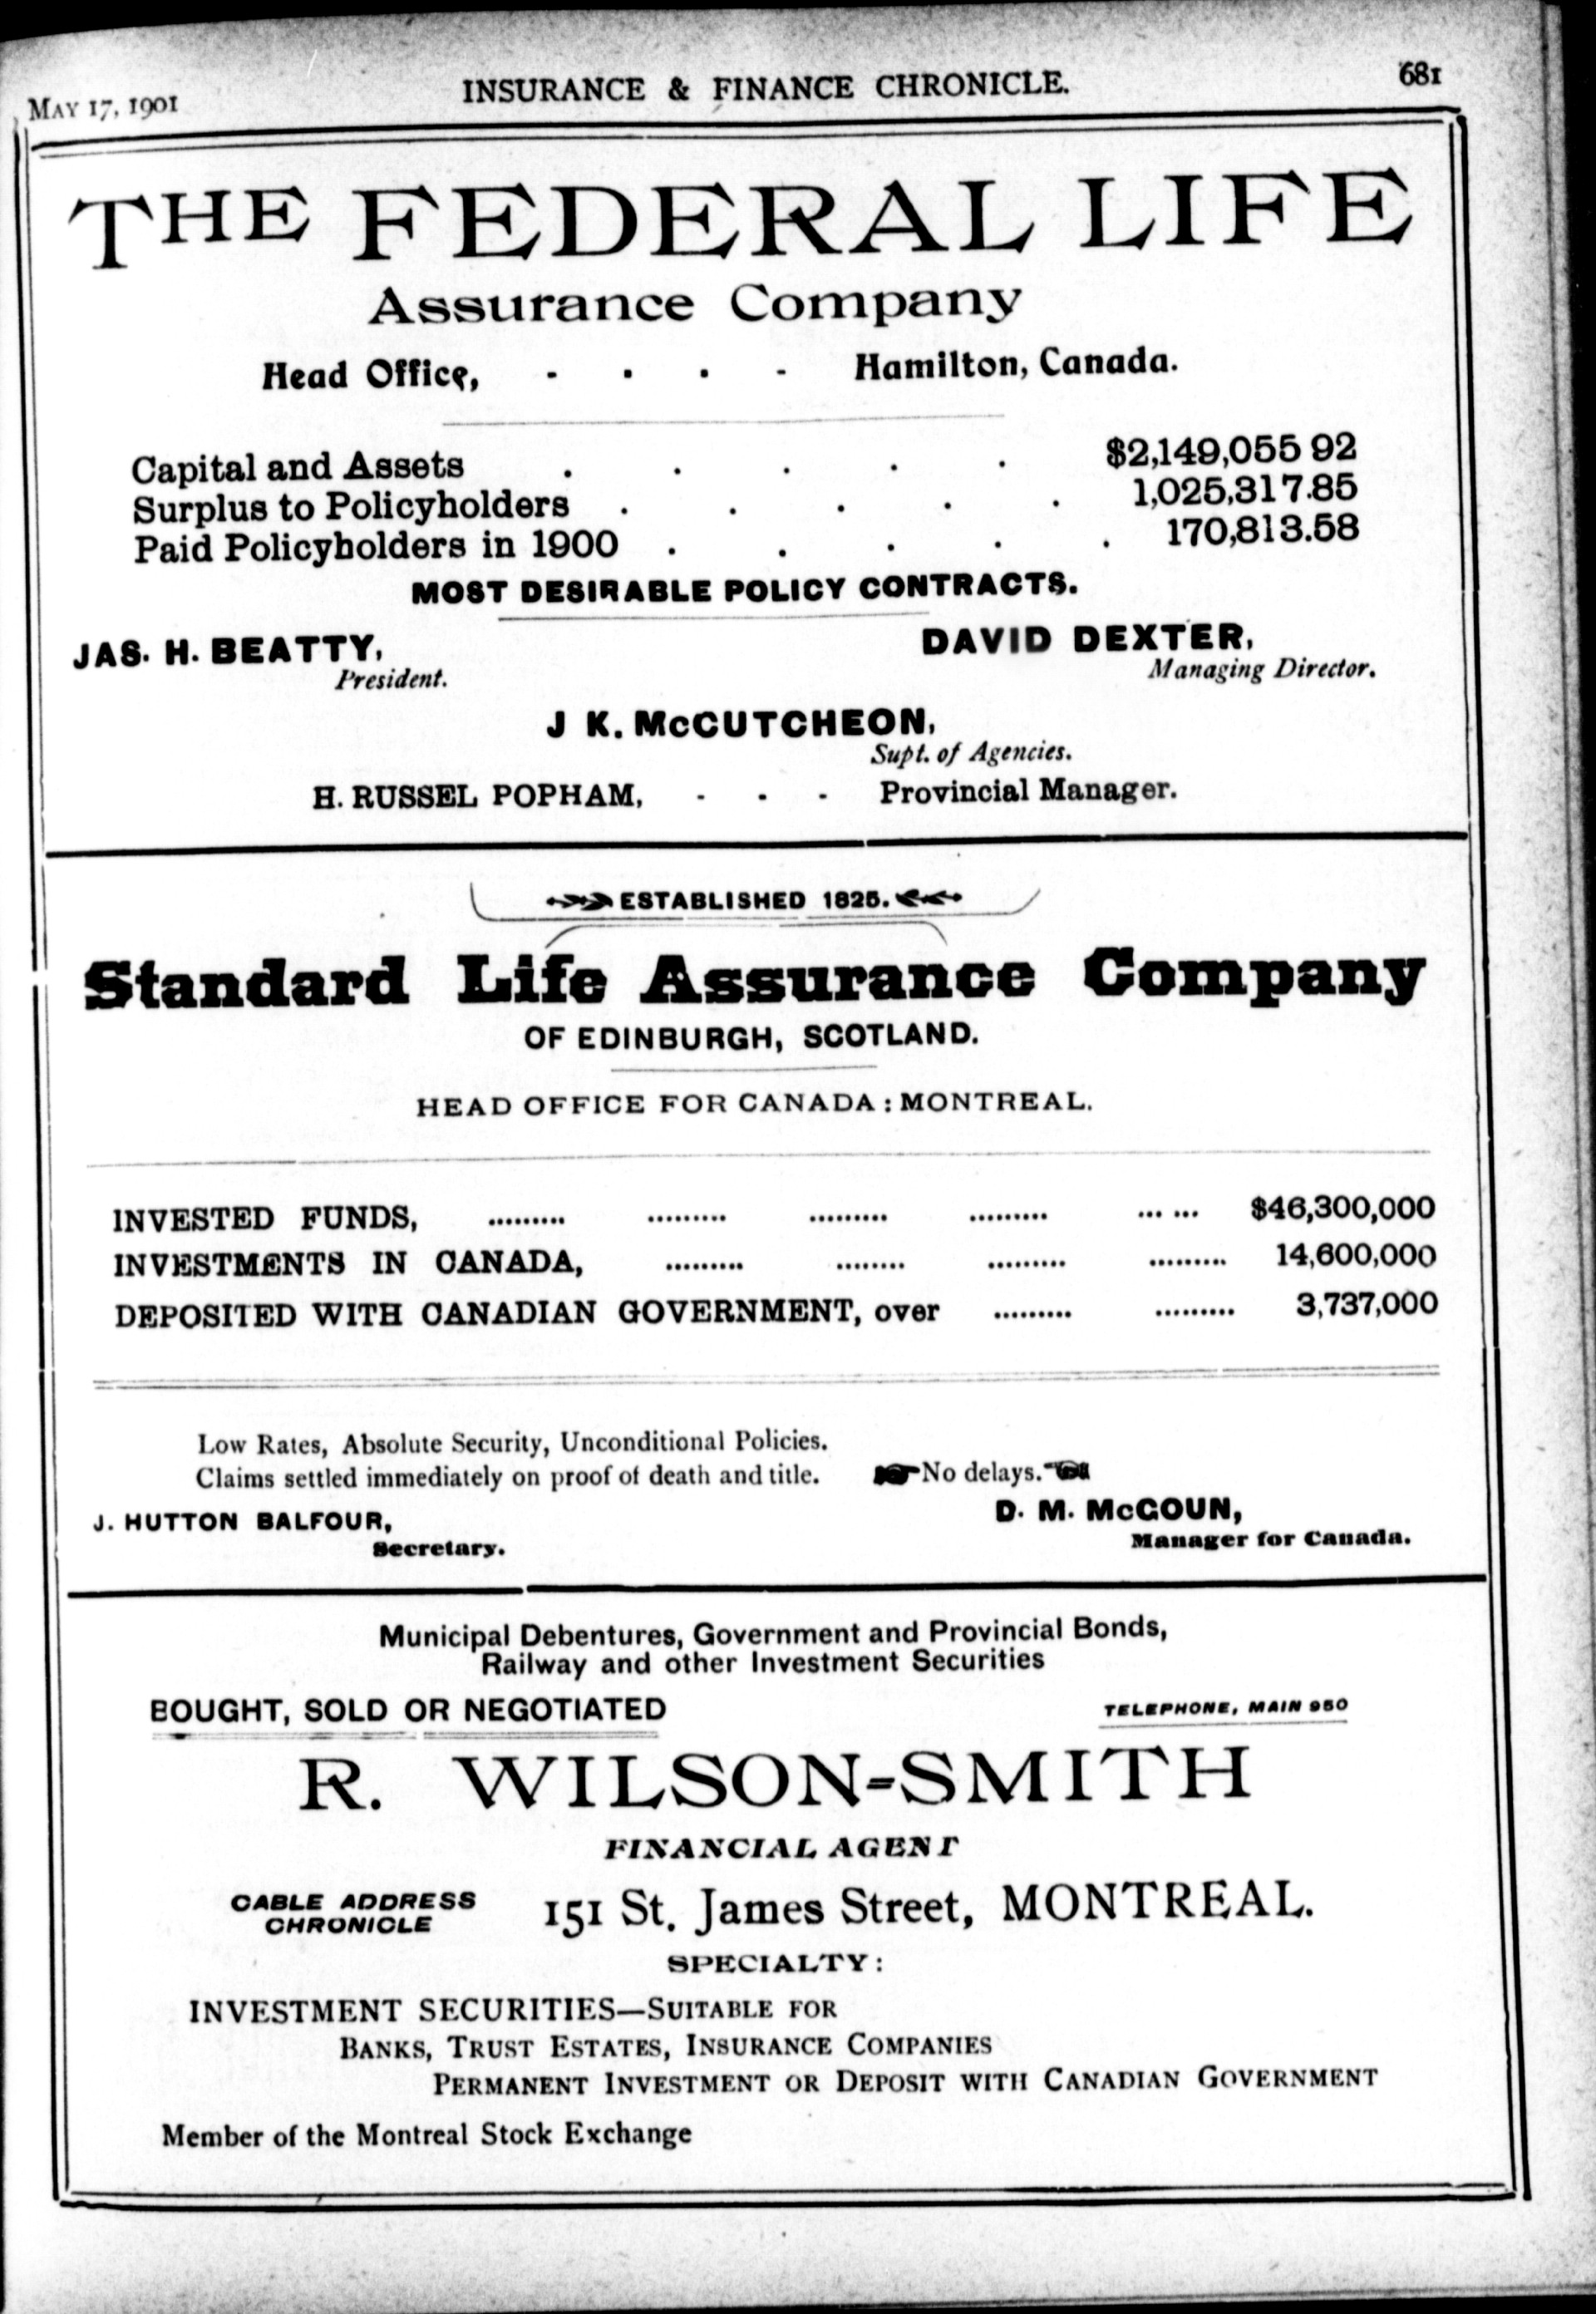 MAY 17, 1901 INSURANCE & FINANCE CHRONICLE. 681
THE FEDERAL LIFE
Assurance Company
Head Office, - - - - Hamilton, Canada.
Capital and Assets . . . . . $2,149,055 92
Surplus to Policyholders . . . . . 1,025,317.85
Paid Policyholders in 1900 . . . . . 170,813.58
MOST DESIRABLE POLICY CONTRACTS.
JAS. H. BEATTY, DAVID DEXTER,
President. Managing Director.
J K. McCUTCHEON,
Supt. of Agencies.
H. RUSSEL POPHAM, - - - Provincial Manager.
ESTABLISHED 1825.
Standard Life Assurance Company
OF EDINBURGH, SCOTLAND.
HEAD OFFICE FOR CANADA: MONTREAL.
INVESTED FUNDS, ......... ......... ......... ......... ... ... $46,300,000
INVESTMENTS IN CANADA, ......... ........ ......... ......... 14,600,000
DEPOSITED WITH CANADIAN GOVERNMENT, over ......... ......... 3,737,000
Low Rates, Absolute Security, Unconditional Policies.
Claims settled immediately on proof of death and title. No delays.
J. HUTTON BALFOUR, D. M. McGOUN,
Secretary. Manager for Canada.
Municipal Debentures, Government and Provincial Bonds,
Railway and other Investment Securities
BOUGHT, SOLD OR NEGOTIATED TELEPHONE, MAIN 950
R. WILSON-SMITH
FINANCIAL AGENT
CABLE ADDRESS
CHRONICLE
151 St. James Street, MONTREAL.
SPECIALTY:
INVESTMENT SECURITIES—SUITABLE FOR
BANKS, TRUST ESTATES, INSURANCE COMPANIES
PERMANENT INVESTMENT OR DEPOSIT WITH CANADIAN GOVERNMENT
Member of the Montreal Stock Exchange